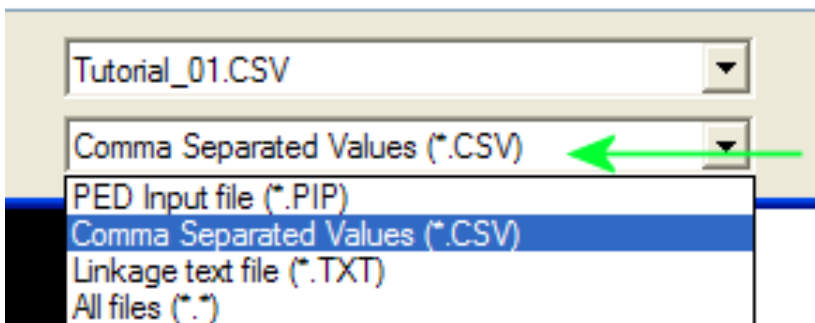 Tutorial_01.CSV
Comma Separated Values (*.CSV)
PED Input file (*.PIP)
Comma Separated Values (*.CSV)
Linkage text file (*.TXT)
All files (*.*)